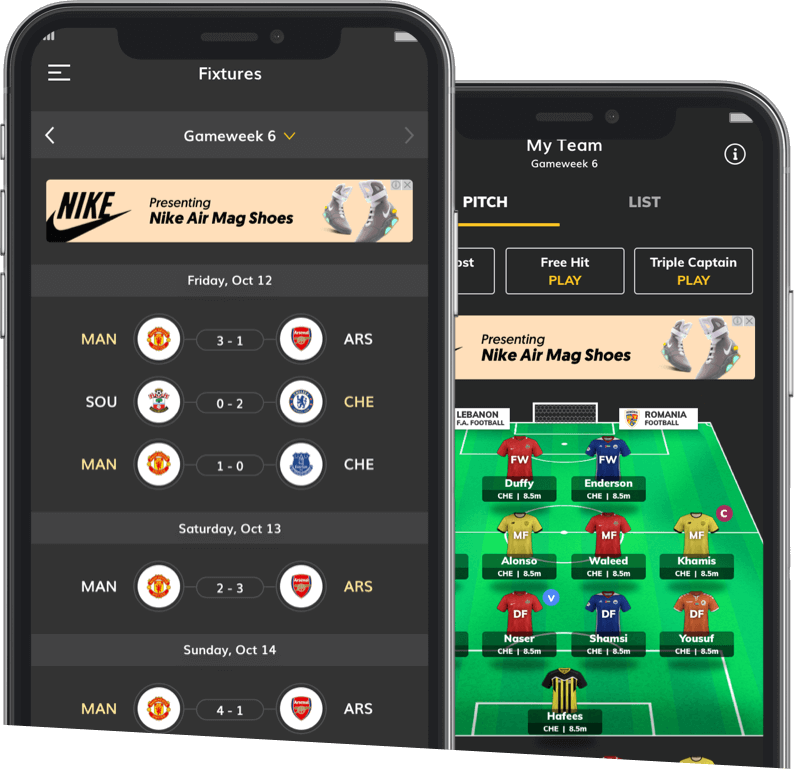 Fixtures
Gameweek 6
NIKE
Presenting
Nike Air Mag Shoes
Friday, Oct 12
MAN 3 - 1 ARS
SOU 0 - 2 CHE
MAN 1 - 0 CHE
Saturday, Oct 13
MAN 2 - 3 ARS
Sunday, Oct 14
MAN 4 - 1 ARS
My Team
Gameweek 6
PITCH LIST
ost
Free Hit
PLAY
Triple Captain
PLAY
Presenting
Nike Air Mag Shoes
LEBANON
F.A. FOOTBALL
ROMANIA
FOOTBALL
FW FW
Duffy Enderson
CHE | 8.5m CHE | 8.5m
C
MF MF MF
Alonso Waleed Khamis
CHE | 8.5m CHE | 8.5m CHE | 8.5m
V
DF DF DF
Naser Shamsi Yousuf
CHE | 8.5m CHE | 8.5m CHE | 8.5m
Hafees
CHE | 8.5m